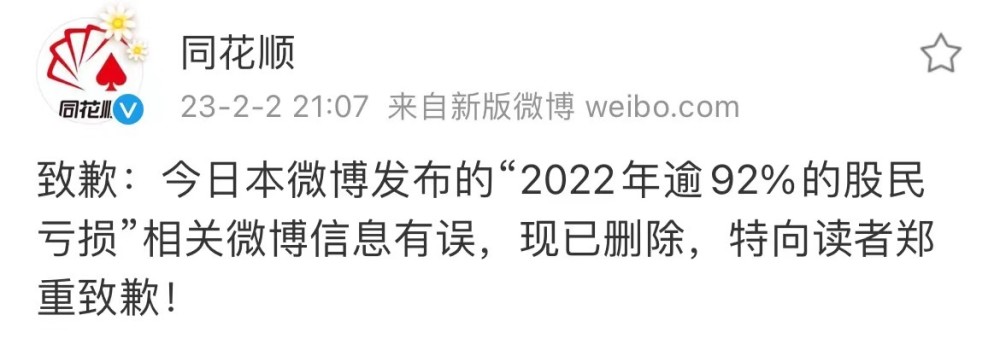 同花顺
同花顺
23-2-2 21:07 来自新版微博 weibo.com
致歉：今日本微博发布的“2022年逾92%的股民
亏损”相关微博信息有误，现已删除，特向读者郑
重致歉！